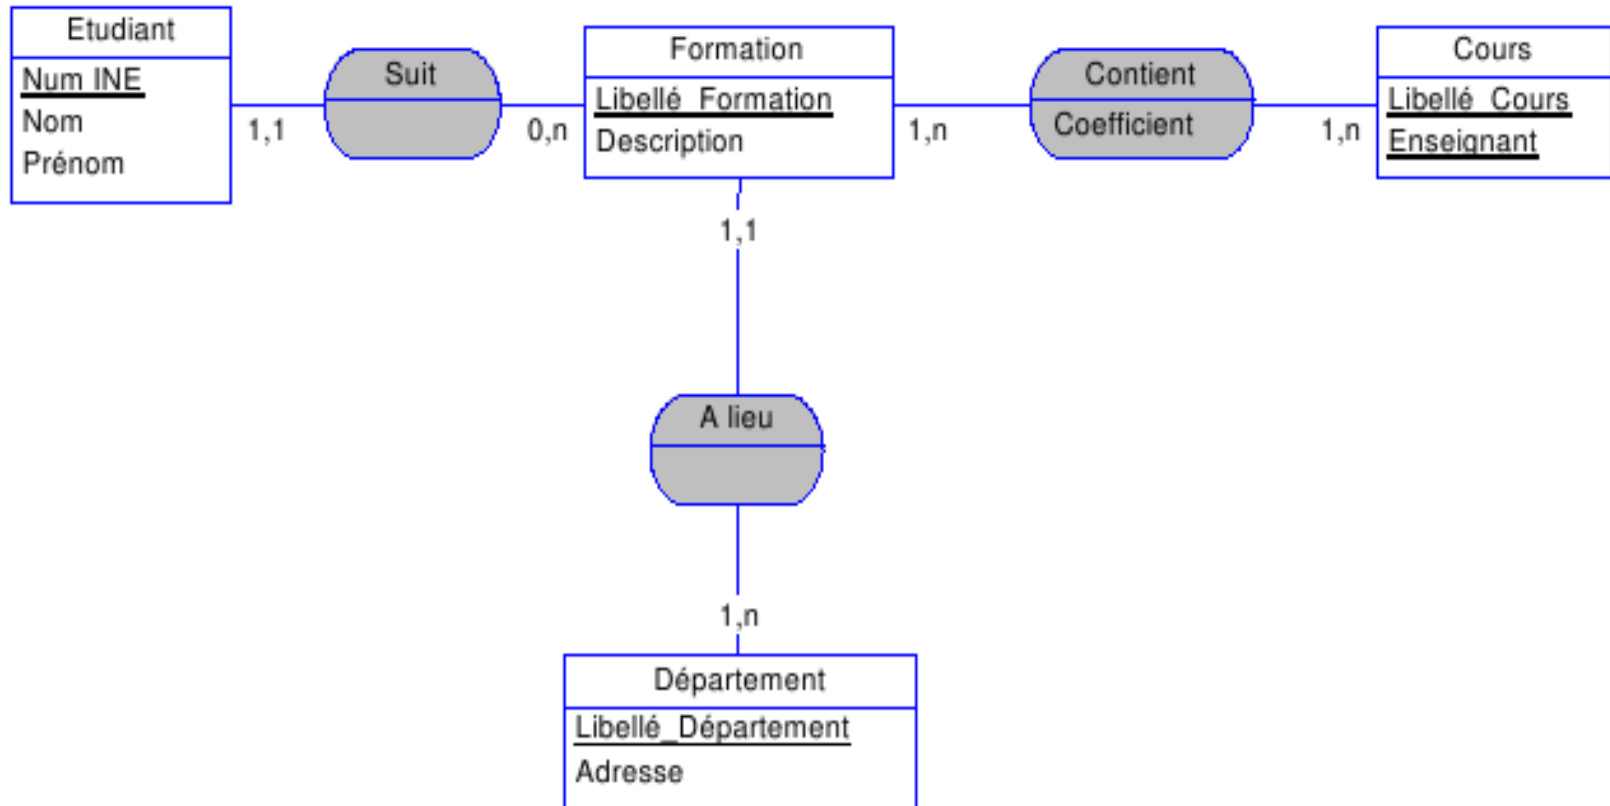 Etudiant
Num INE
Nom
Prénom
1,1
Suit
0,n
Formation
Libellé_Formation
Description
1,n
Contient
Coefficient
1,n
Cours
Libellé_Cours
Enseignant
1,1
A lieu
1,n
Département
Libellé_Département
Adresse